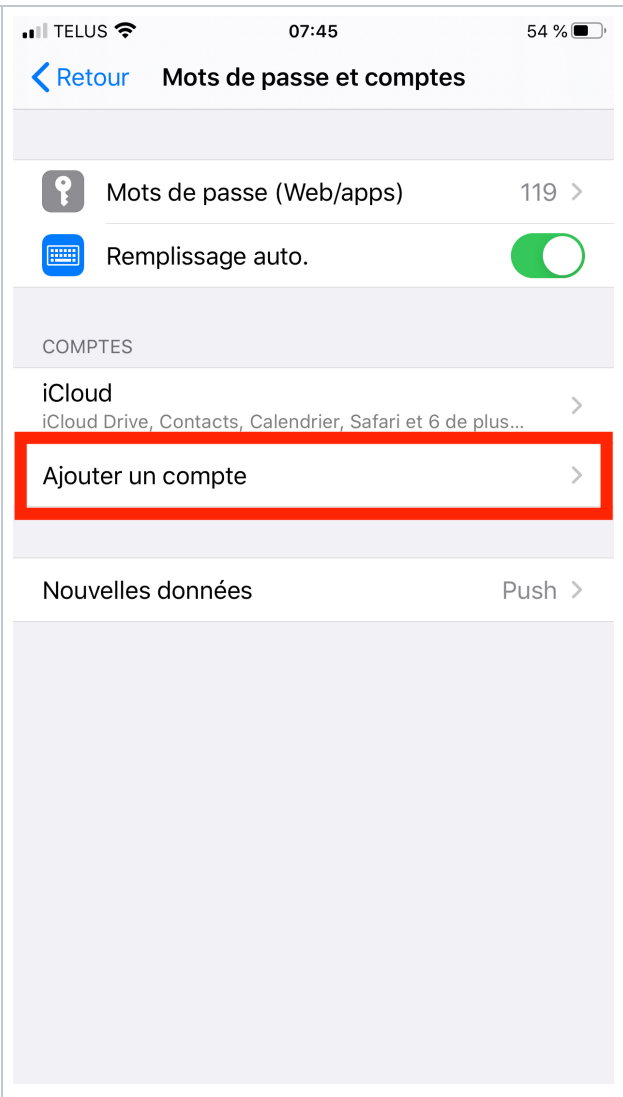 TELUS 07:45 54 %
Retour Mots de passe et comptes
Mots de passe (Web/apps) 119
Remplissage auto.
COMPTES
iCloud
iCloud Drive, Contacts, Calendrier, Safari et 6 de plus...
Ajouter un compte
Nouvelles données Push